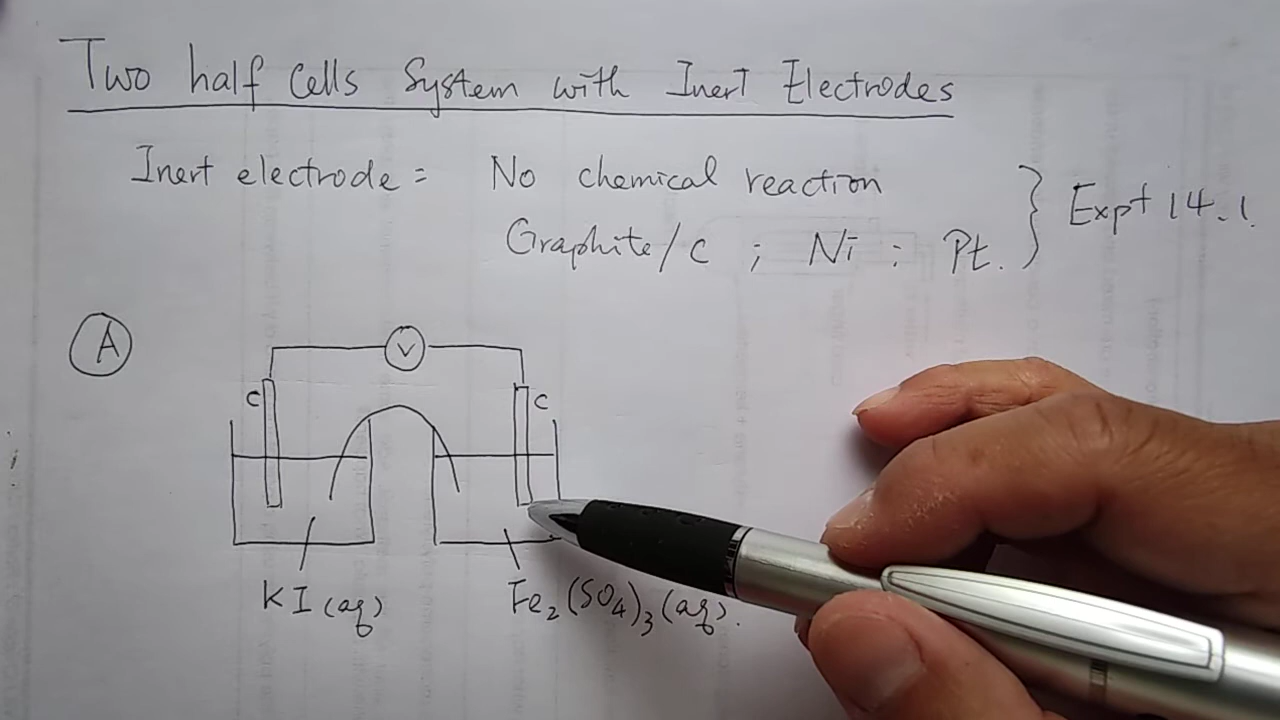 Two half Cells System with Inert Electrodes
Inert electrode = No chemical reaction
Graphite/C ; Ni : Pt. } Expt 14.1
A
V
C C
KI (aq) Fe2(SO4)3 (aq).